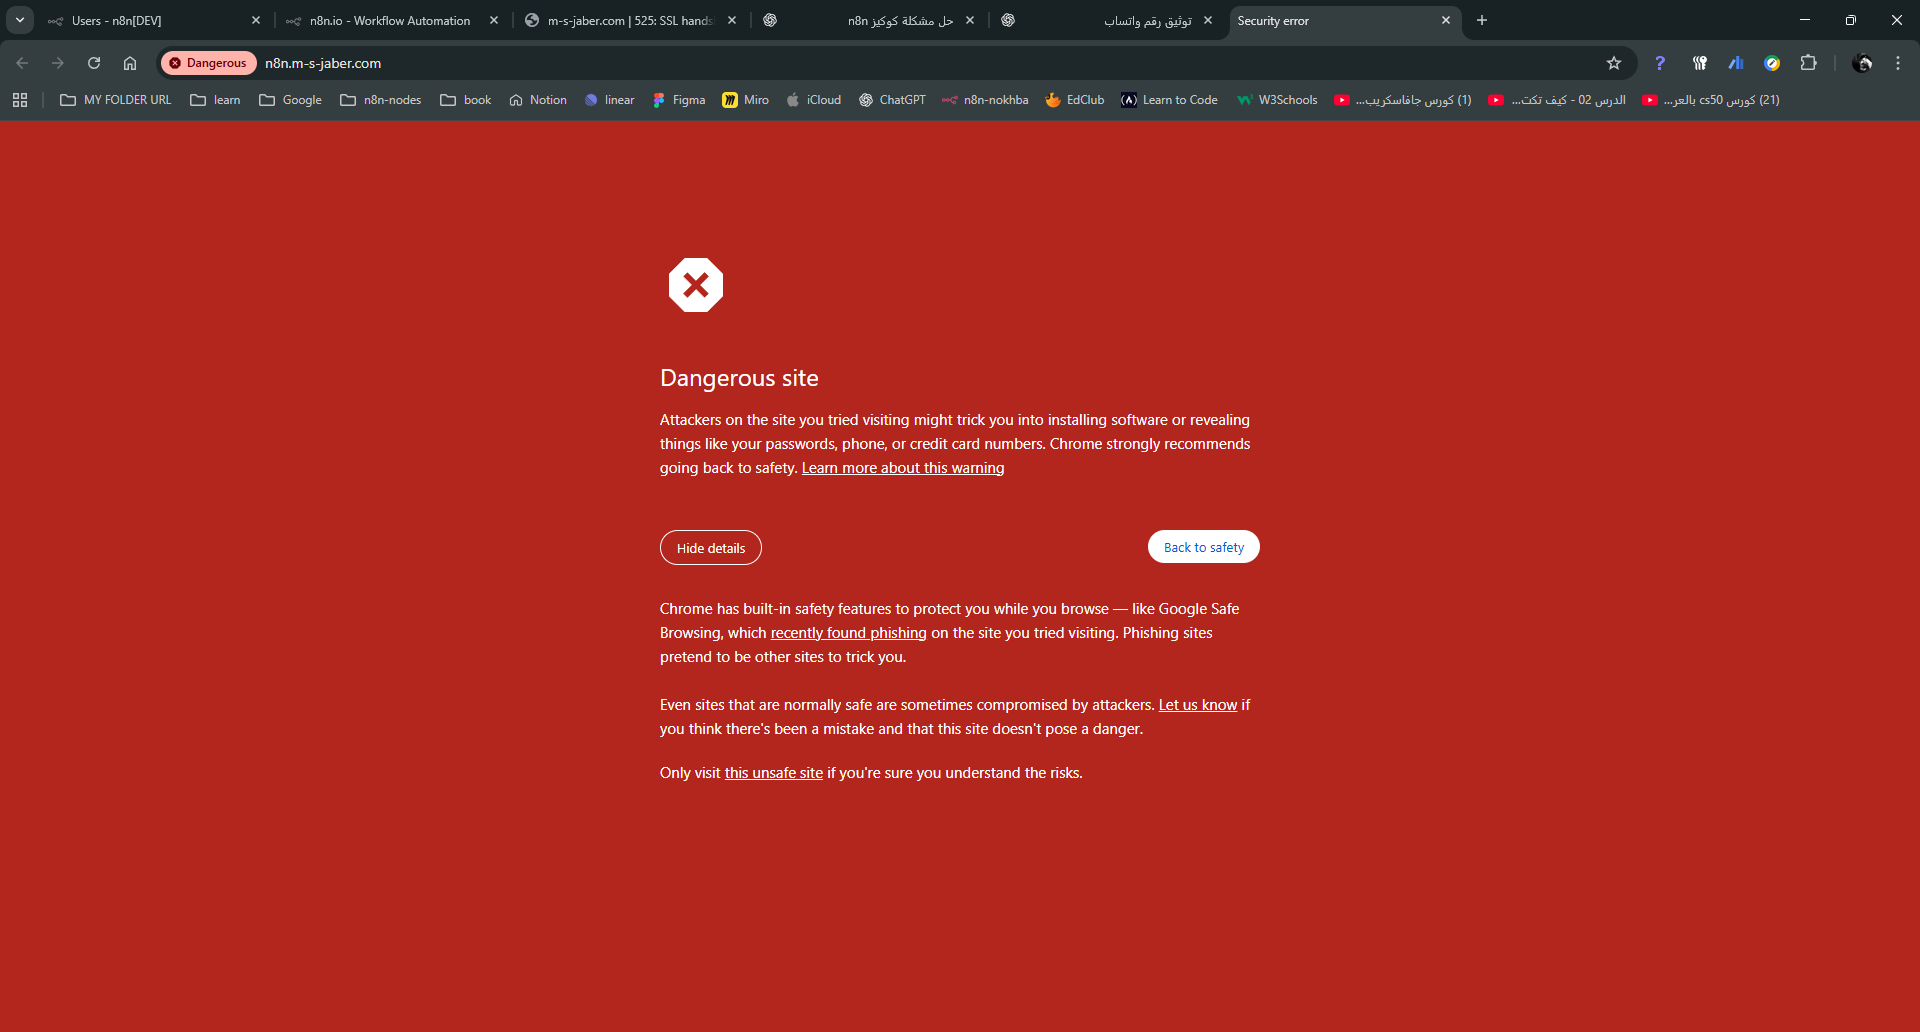 Users - n8n[DEV]
n8n.io - Workflow Automation
m-s-jaber.com | 525: SSL hands
حل مشكلة كوكيز n8n
توثيق رقم واتساب
Security error
Dangerous
n8n.m-s-jaber.com
MY FOLDER URL
learn
Google
n8n-nodes
book
Notion
linear
Figma
Miro
iCloud
ChatGPT
n8n-nokhba
EdClub
Learn to Code
W3Schools
(1) كورس جافاسكريب...
الدرس 02 - كيف تكت...
(21) كورس cs50 بالعر...
Dangerous site
Attackers on the site you tried visiting might trick you into installing software or revealing
things like your passwords, phone, or credit card numbers. Chrome strongly recommends
going back to safety. Learn more about this warning
Hide details
Back to safety
Chrome has built-in safety features to protect you while you browse — like Google Safe
Browsing, which recently found phishing on the site you tried visiting. Phishing sites
pretend to be other sites to trick you.
Even sites that are normally safe are sometimes compromised by attackers. Let us know if
you think there's been a mistake and that this site doesn't pose a danger.
Only visit this unsafe site if you're sure you understand the risks.